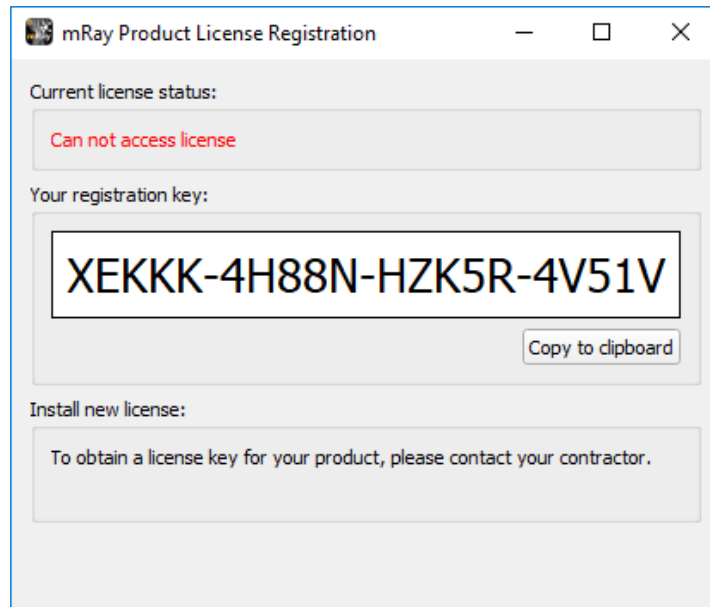 mRay Product License Registration
Current license status:
Can not access license
Your registration key:
XEKKK-4H88N-HZK5R-4V51V
Copy to clipboard
Install new license:
To obtain a license key for your product, please contact your contractor.